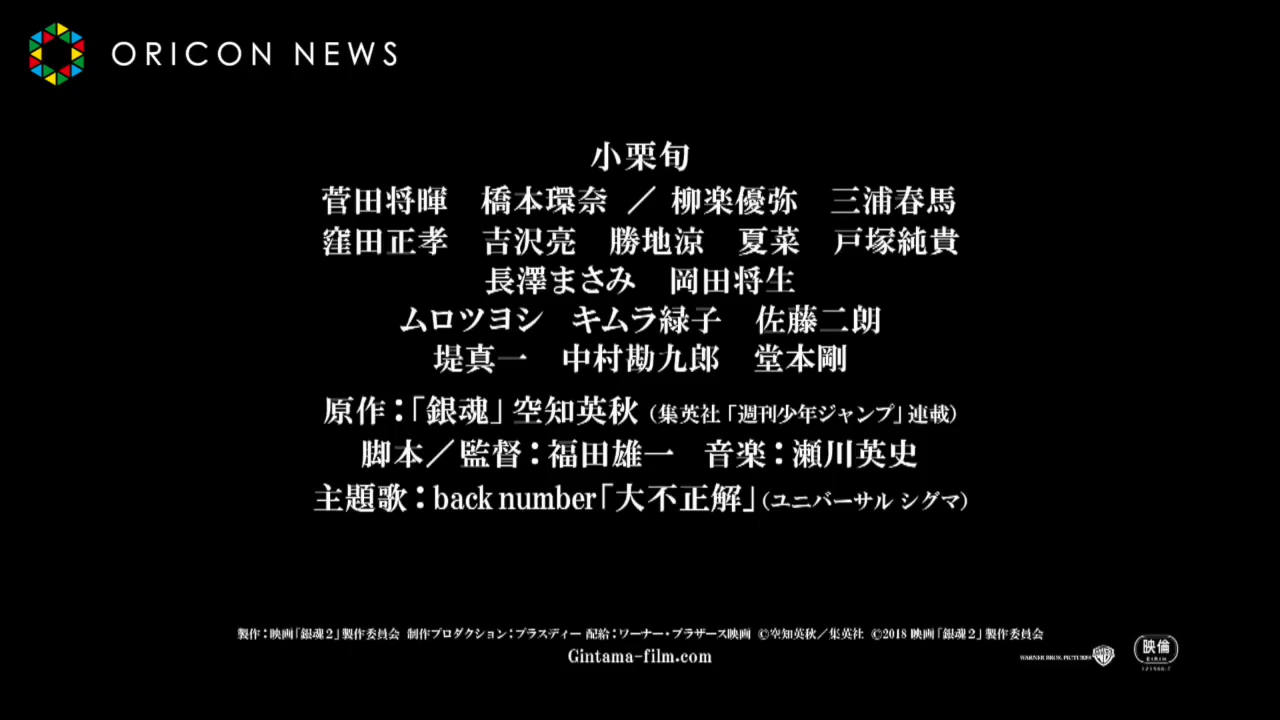 ORICON NEWS
小栗旬
菅田将暉 橋本環奈 ／ 柳楽優弥 三浦春馬
窪田正孝 吉沢亮 勝地涼 夏菜 戸塚純貴
長澤まさみ 岡田将生
ムロツヨシ キムラ緑子 佐藤二朗
堤真一 中村勘九郎 堂本剛
原作：「銀魂」空知英秋（集英社「週刊少年ジャンプ」連載）
脚本／監督：福田雄一 音楽：瀬川英史
主題歌：back number「大不正解」（ユニバーサル シグマ）
製作：映画「銀魂２」製作委員会 制作プロダクション：プラスディー 配給：ワーナー・ブラザース映画 ©空知英秋／集英社 ©2018 映画「銀魂２」製作委員会
Gintama-film.com
WARNER BROS. PICTURES
映倫
EIRIN